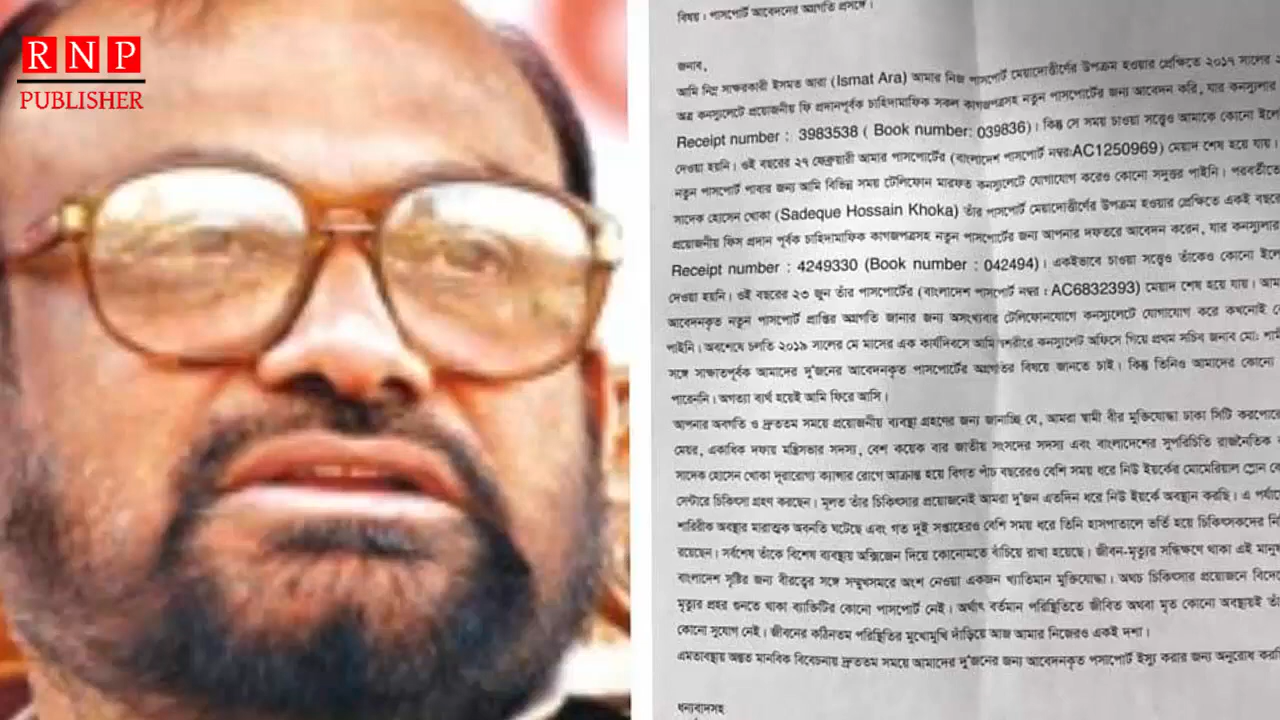 RNP
PUBLISHER
বিষয় : পাসপোর্ট আবেদনের অগ্রগতি প্রসঙ্গে।
জনাব,
আমি নিম্ন সাক্ষরকারী ইসমত আরা (Ismat Ara) আমার নিজ পাসপোর্ট মেয়াদোত্তীর্ণের উপক্রম হওয়ার প্রেক্ষিতে ২০১৭ সালের
অত্র কনস্যুলেটে প্রয়োজনীয় ফি প্রদানপূর্বক চাহিদামাফিক সকল কাগজপত্রসহ নতুন পাসপোর্টের জন্য আবেদন করি, যার কনস্যুলার
Receipt number : 3983538 ( Book number: 039836)। কিন্তু সে সময় চাওয়া সত্ত্বেও আমাকে কোনো
দেওয়া হয়নি। ওই বছরের ২৭ ফেব্রুয়ারী আমার পাসপোর্টের (বাংলাদেশ পাসপোর্ট নম্বর:AC1250969) মেয়াদ শেষ হয়ে যায়।
নতুন পাসপোর্ট পাবার জন্য আমি বিভিন্ন সময় টেলিফোন মারফত কনস্যুলেটে যোগাযোগ করেও কোনো সদুত্তর পাইনি। পরবর্তীতে
সাদেক হোসেন খোকা (Sadeque Hossain Khoka) তাঁর পাসপোর্ট মেয়াদোত্তীর্ণের উপক্রম হওয়ার প্রেক্ষিতে একই
প্রয়োজনীয় ফিস প্রদান পূর্বক চাহিদামাফিক কাগজপত্রসহ নতুন পাসপোর্টের জন্য আপনার দফতরে আবেদন করেন, যার কনস্যুলার
Receipt number : 4249330 (Book number : 042494)। একইভাবে চাওয়া সত্ত্বেও তাঁকেও কোনো
দেওয়া হয়নি। ওই বছরের ২৩ জুন তাঁর পাসপোর্টের (বাংলাদেশ পাসপোর্ট নম্বর : AC6832393) মেয়াদ শেষ হয়ে যায়।
আবেদনকৃত নতুন পাসপোর্ট প্রাপ্তির অগ্রগতি জানার জন্য অসংখ্যবার টেলিফোনযোগে কনস্যুলেটে যোগাযোগ করে কখনোই
পাইনি। অবশেষে চলতি ২০১৯ সালের মে মাসের এক কার্যদিবসে আমি স্বশরীরে কনস্যুলেট অফিসে গিয়ে প্রথম সচিব জনাব মো:
সঙ্গে সাক্ষাতপূর্বক আমাদের দু'জনের আবেদনকৃত পাসপোর্টের অগ্রগতির বিষয়ে জানতে চাই। কিন্তু তিনিও আমাদের কোনো
পারেননি। অগত্যা ব্যর্থ হয়েই আমি ফিরে আসি।
আপনার অবগতি ও দ্রুততম সময়ে প্রয়োজনীয় ব্যবস্থা গ্রহণের জন্য জানাচ্ছি যে, আমরা স্বামী বীর মুক্তিযোদ্ধা ঢাকা সিটি
মেয়র, একাধিক দফায় মন্ত্রিসভার সদস্য, বেশ কয়েক বার জাতীয় সংসদের সদস্য এবং বাংলাদেশের সুপরিচিতি রাজনৈতিক
সাদেক হোসেন খোকা দূরারোগ্য ক্যান্সার রোগে আক্রান্ত হয়ে বিগত পাঁচ বছরেরও বেশি সময় ধরে নিউ ইয়র্কের মেমোরিয়াল স্লোন
সেন্টারে চিকিত্সা গ্রহণ করছেন। মূলত তাঁর চিকিত্সার প্রয়োজনেই আমরা দু'জন এতদিন ধরে নিউ ইয়র্কে অবস্থান করছি। এ
শারিরীক অবস্থার মারাত্মক অবনতি ঘটেছে এবং গত দুই সপ্তাহেরও বেশি সময় ধরে তিনি হাসপাতালে ভর্তি হয়ে চিকিত্সকদের
রয়েছেন। সর্বশেষ তাঁকে বিশেষ ব্যবস্থায় অক্সিজেন দিয়ে কোনোমতে বাঁচিয়ে রাখা হয়েছে। জীবন-মৃত্যুর সন্ধিক্ষণে থাকা এই
বাংলাদেশ সৃষ্টির জন্য বীরত্বের সঙ্গে সম্মুখসমরে অংশ নেওয়া একজন খ্যাতিমান মুক্তিযোদ্ধা। অথচ চিকিত্সার প্রয়োজনে
মৃত্যুর প্রহর গুনতে থাকা ব্যাক্তিটির কোনো পাসপোর্ট নেই। অর্থাৎ বর্তমান পরিস্থিতিতে জীবিত অথবা মৃত কোনো অবস্থায়ই
কোনো সুযোগ নেই। জীবনের কঠিনতম পরিস্থিতির মুখোমুখি দাঁড়িয়ে আজ আমার নিজেরও একই দশা।
এমতাবস্থায় অন্তত মানবিক বিবেচনায় দ্রুততম সময়ে আমাদের দু'জনের জন্য আবেদনকৃত পসাপোর্ট ইস্যু করার জন্য অনুরোধ
ধন্যবাদসহ